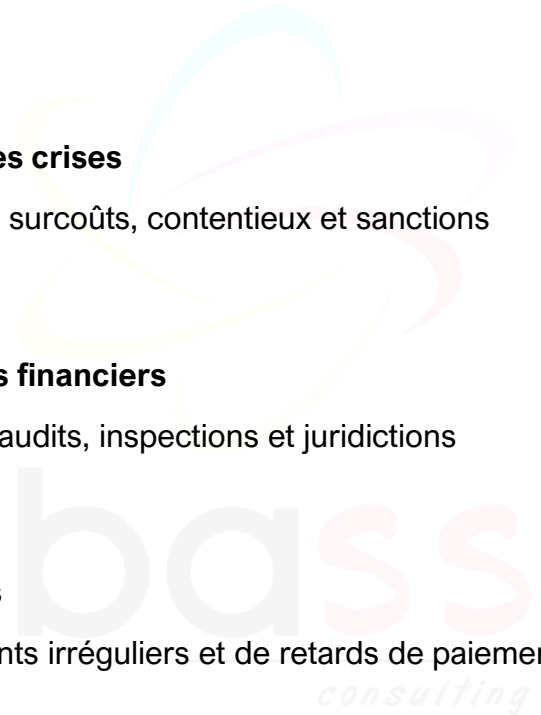 es crises
surcoûts, contentieux et sanctions
s financiers
audits, inspections et juridictions
s
nts irréguliers et de retards de paiemen
bass
consulting